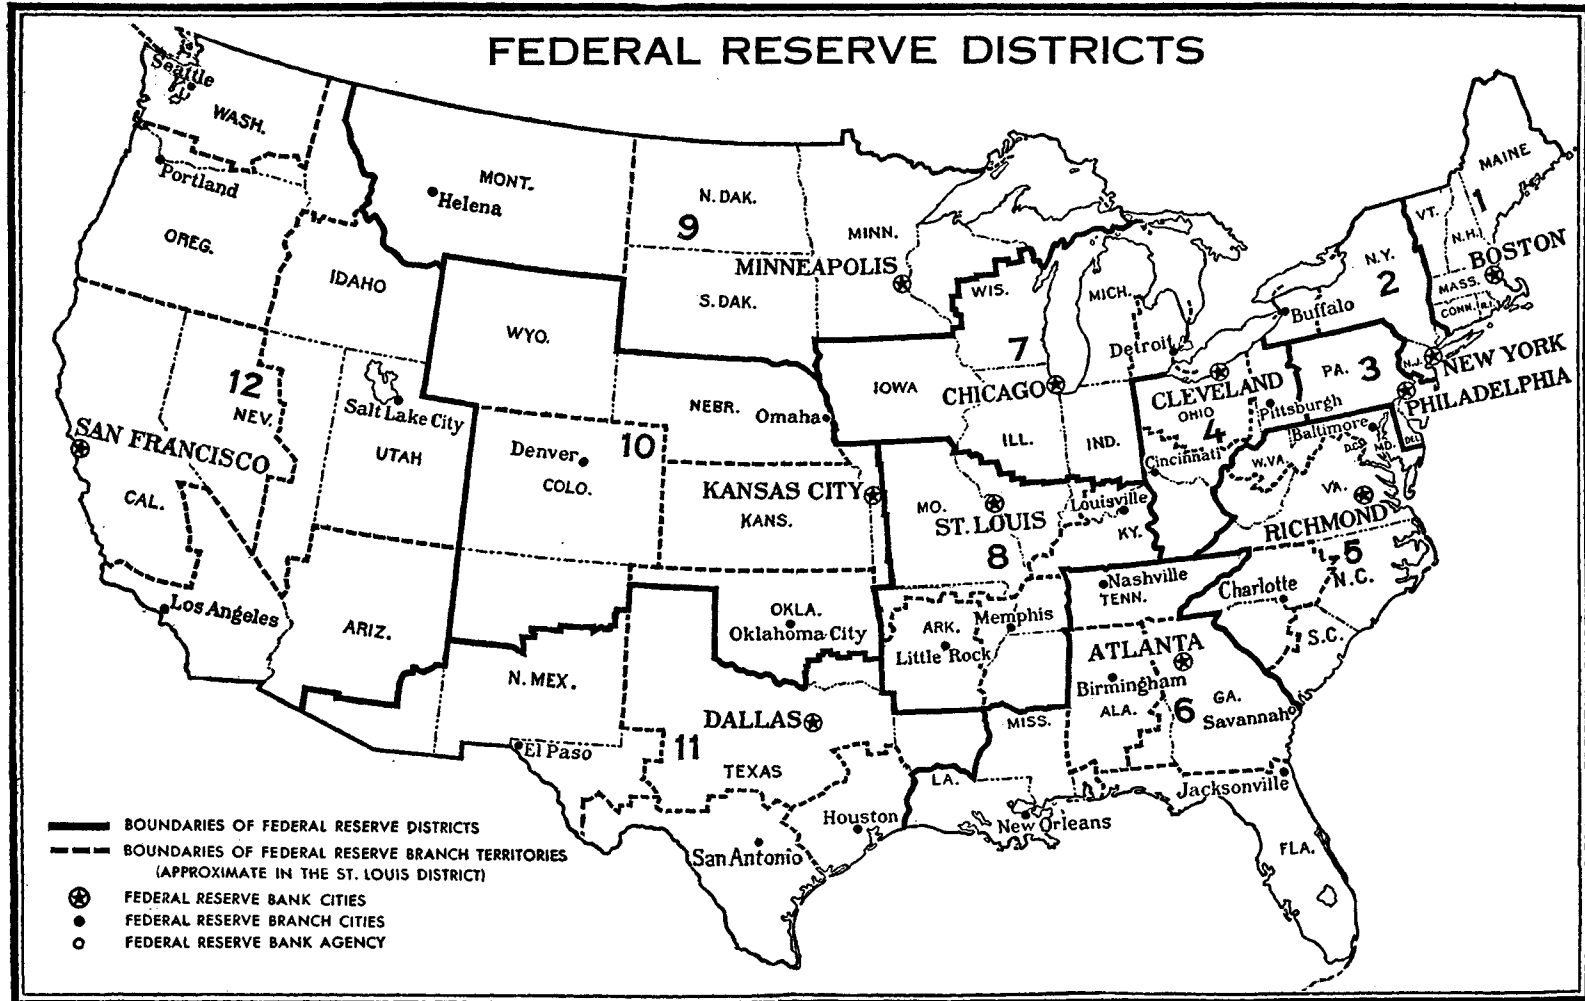 FEDERAL RESERVE DISTRICTS
Seattle
WASH.
Portland
OREG.
MONT.
Helena
IDAHO
WYO.
N. DAK.
9
S. DAK.
MINN.
MINNEAPOLIS
WIS.
MICH.
7
Detroit
CHICAGO
IOWA
ILL.
IND.
MAINE
1
VT.
N.H.
BOSTON
MASS.
CONN.
R.I.
N.Y.
2
Buffalo
NEW YORK
N.J.
PA.
3
PHILADELPHIA
CLEVELAND
OHIO
4
Pittsburgh
Cincinnati
Baltimore
D.C.
MD.
DEL.
W.VA.
VA.
RICHMOND
5
N.C.
Charlotte
S.C.
12
NEV.
SAN FRANCISCO
CAL.
Los Angeles
Salt Lake City
UTAH
ARIZ.
NEBR.
Omaha
10
Denver
COLO.
KANSAS CITY
KANS.
OKLA.
Oklahoma City
N. MEX.
MO.
ST. LOUIS
8
Louisville
KY.
Nashville
TENN.
Memphis
ARK.
Little Rock
ATLANTA
Birmingham
ALA.
6
GA.
Savannah
MISS.
LA.
New Orleans
Jacksonville
FLA.
DALLAS
11
TEXAS
El Paso
Houston
San Antonio
BOUNDARIES OF FEDERAL RESERVE DISTRICTS
BOUNDARIES OF FEDERAL RESERVE BRANCH TERRITORIES
(APPROXIMATE IN THE ST. LOUIS DISTRICT)
FEDERAL RESERVE BANK CITIES
FEDERAL RESERVE BRANCH CITIES
FEDERAL RESERVE BANK AGENCY